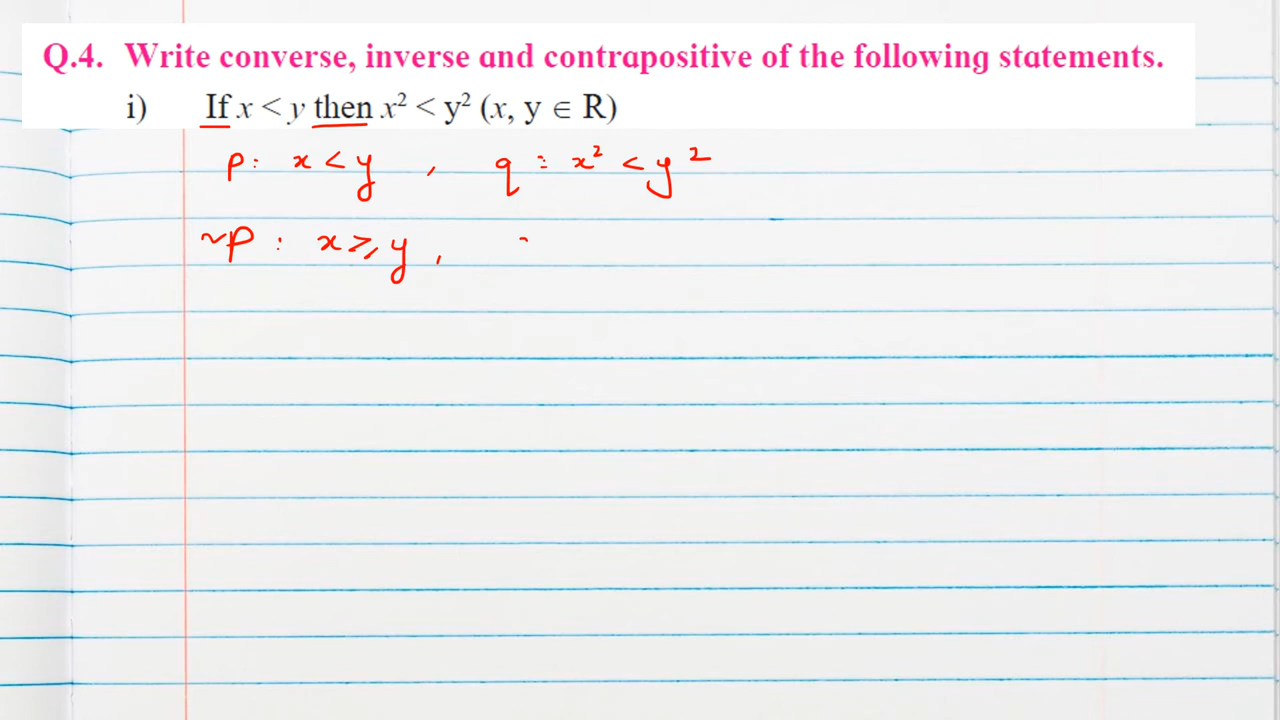 Q.4. Write converse, inverse and contrapositive of the following statements.
i) If x < y then x² < y² (x, y ∈ R)
p: x < y , q : x² < y²
~p : x ≥ y ,